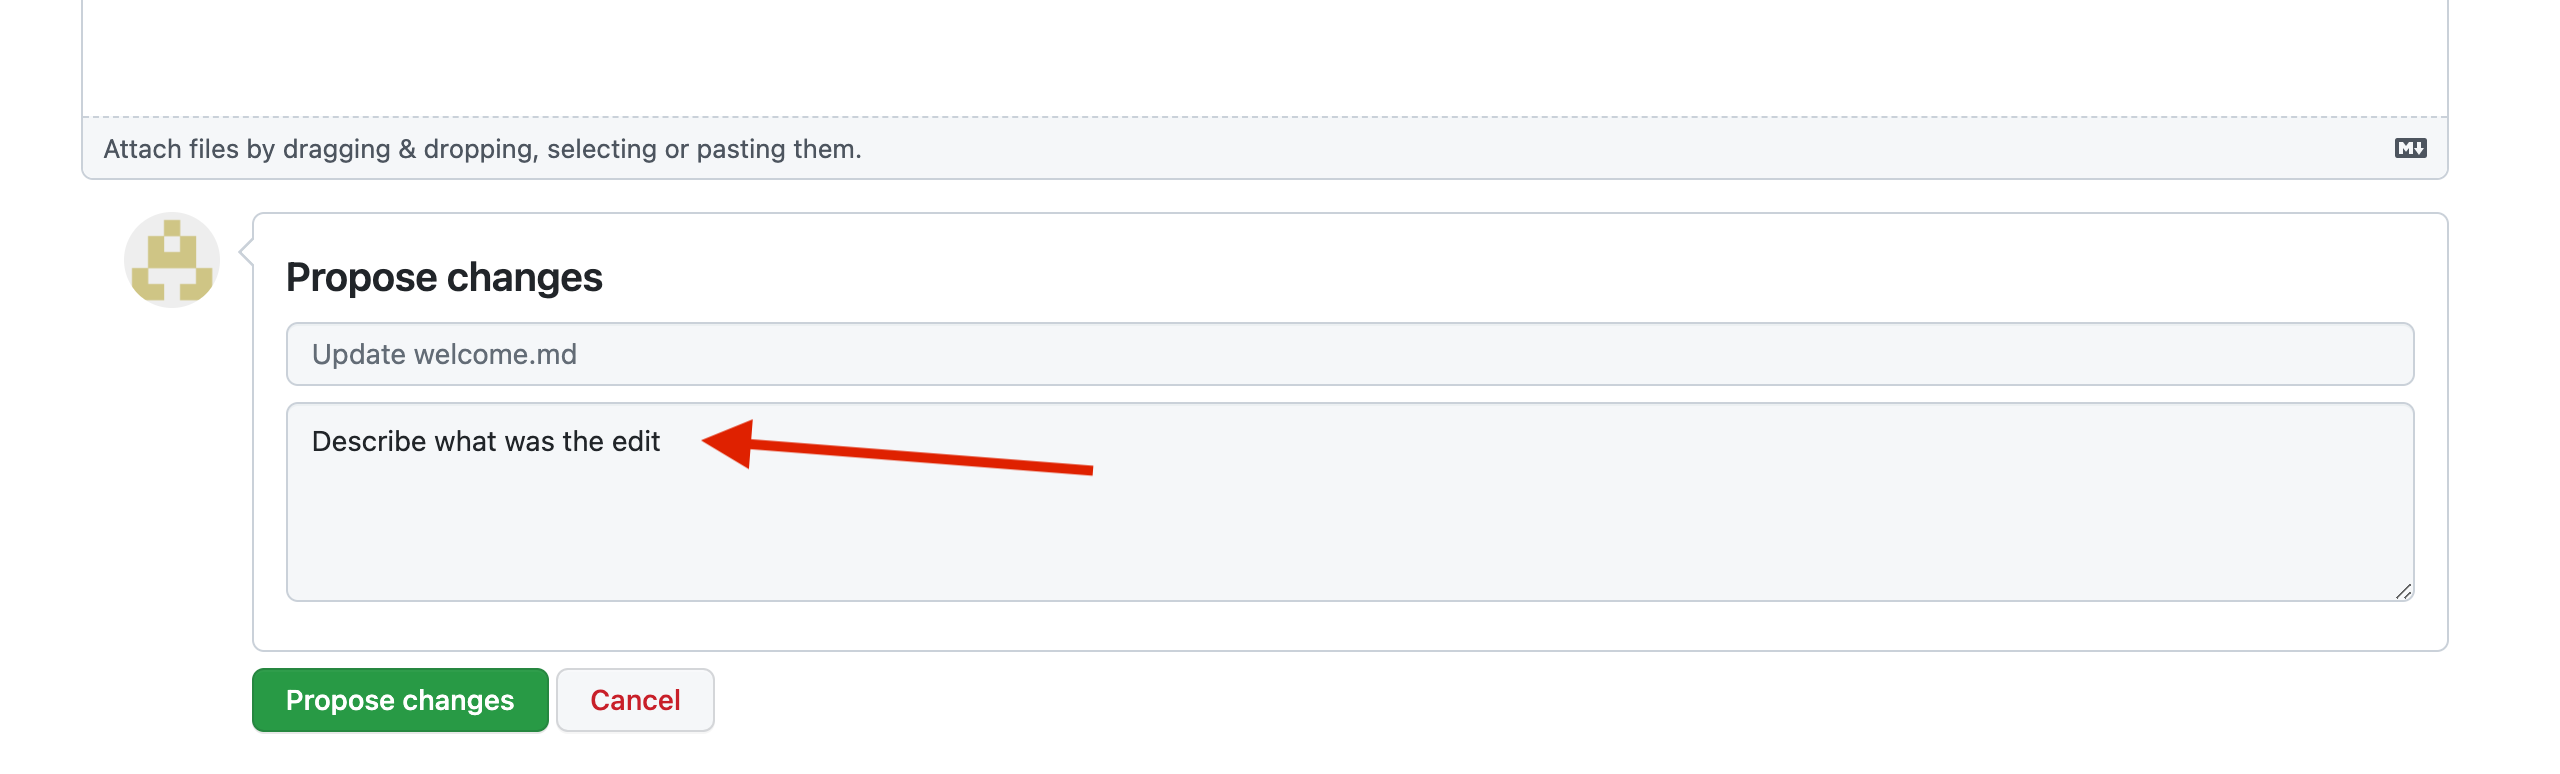 Attach files by dragging & dropping, selecting or pasting them.
M
Propose changes
Update welcome.md
Describe what was the edit
Propose changes Cancel